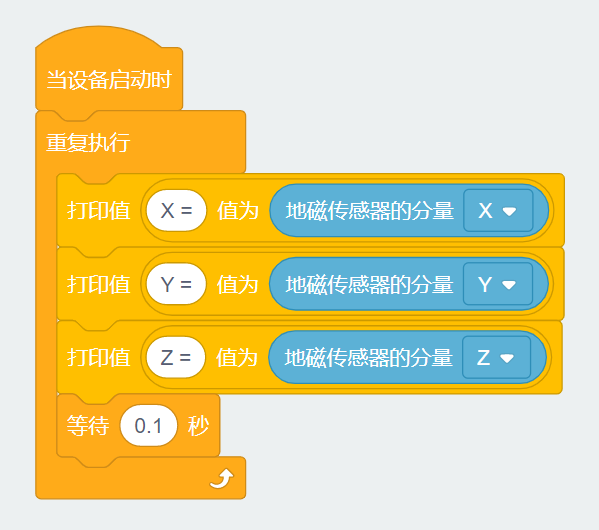 当设备启动时
重复执行
打印值 X = 值为 地磁传感器的分量 X
打印值 Y = 值为 地磁传感器的分量 Y
打印值 Z = 值为 地磁传感器的分量 Z
等待 0.1 秒